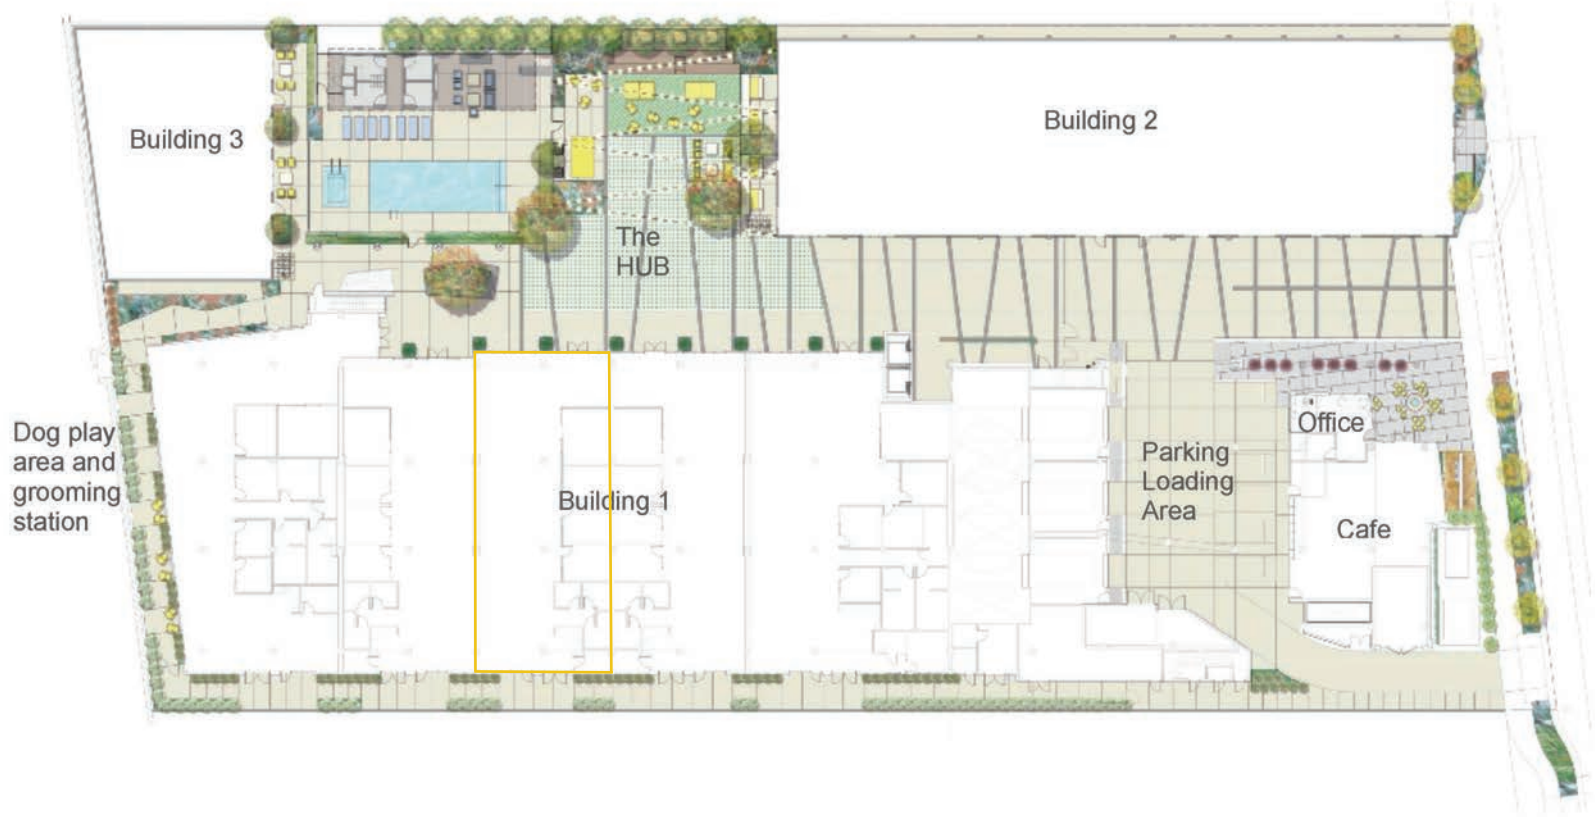 Building 3
Building 2
The
HUB
Dog play
area and
grooming
station
Building 1
Parking
Loading
Area
Office
Cafe